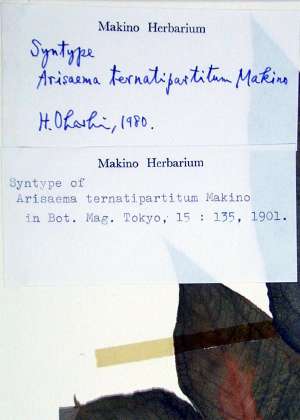 Makino Herbarium
Syntype
Arisaema ternatipartitum Makino
H. Ohashi, 1980.
Makino Herbarium
Syntype of
Arisaema ternatipartitum Makino
in Bot. Mag. Tokyo, 15 : 135, 1901.